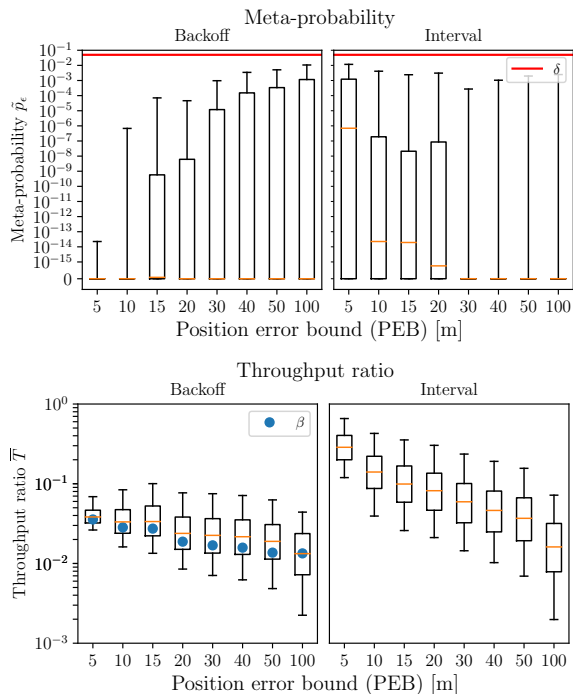 Meta-probability
Backoff
Interval
Meta-probability p̃ϵ
10⁻¹
10⁻²
10⁻³
10⁻⁴
10⁻⁵
10⁻⁶
10⁻⁷
10⁻⁸
10⁻⁹
10⁻¹⁰
10⁻¹¹
10⁻¹²
10⁻¹³
10⁻¹⁴
10⁻¹⁵
0
δ
5 10 15 20 30 40 50 100
5 10 15 20 30 40 50 100
Position error bound (PEB) [m]
Throughput ratio
Backoff
Interval
Throughput ratio T̅
10⁰
10⁻¹
10⁻²
10⁻³
β
5 10 15 20 30 40 50 100
5 10 15 20 30 40 50 100
Position error bound (PEB) [m]